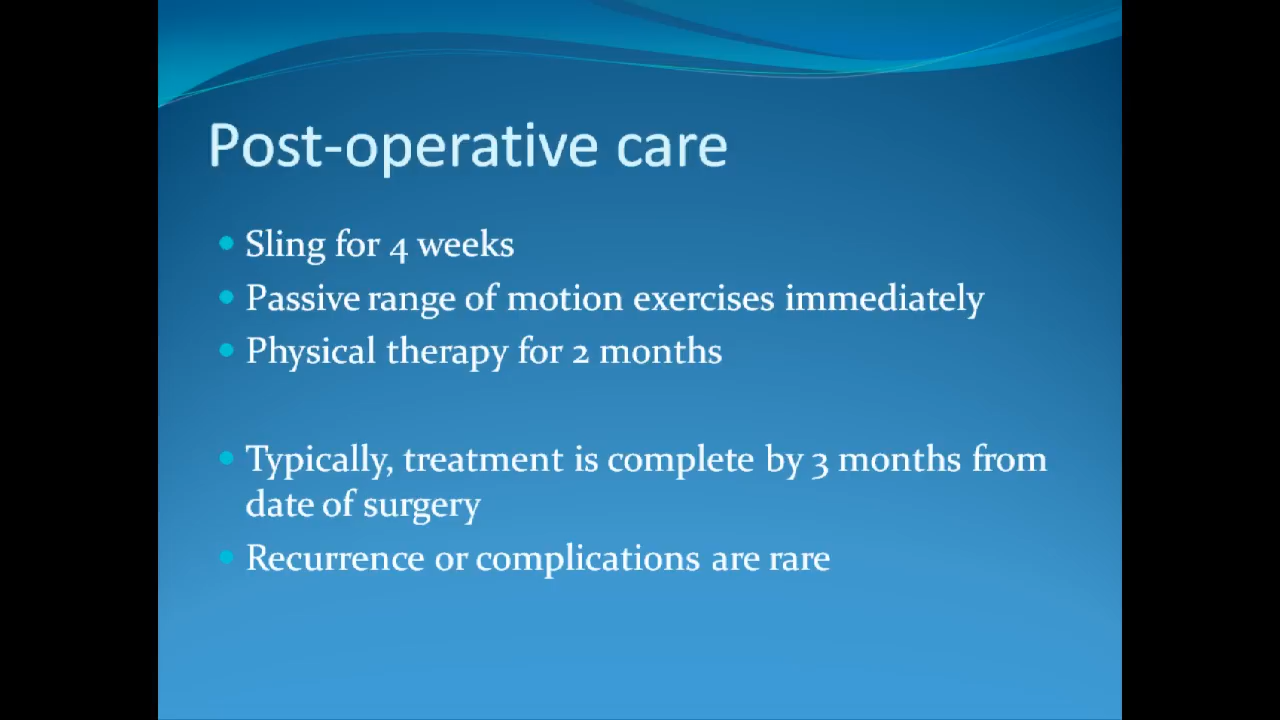 Post-operative care
Sling for 4 weeks
Passive range of motion exercises immediately
Physical therapy for 2 months
Typically, treatment is complete by 3 months from
date of surgery
Recurrence or complications are rare